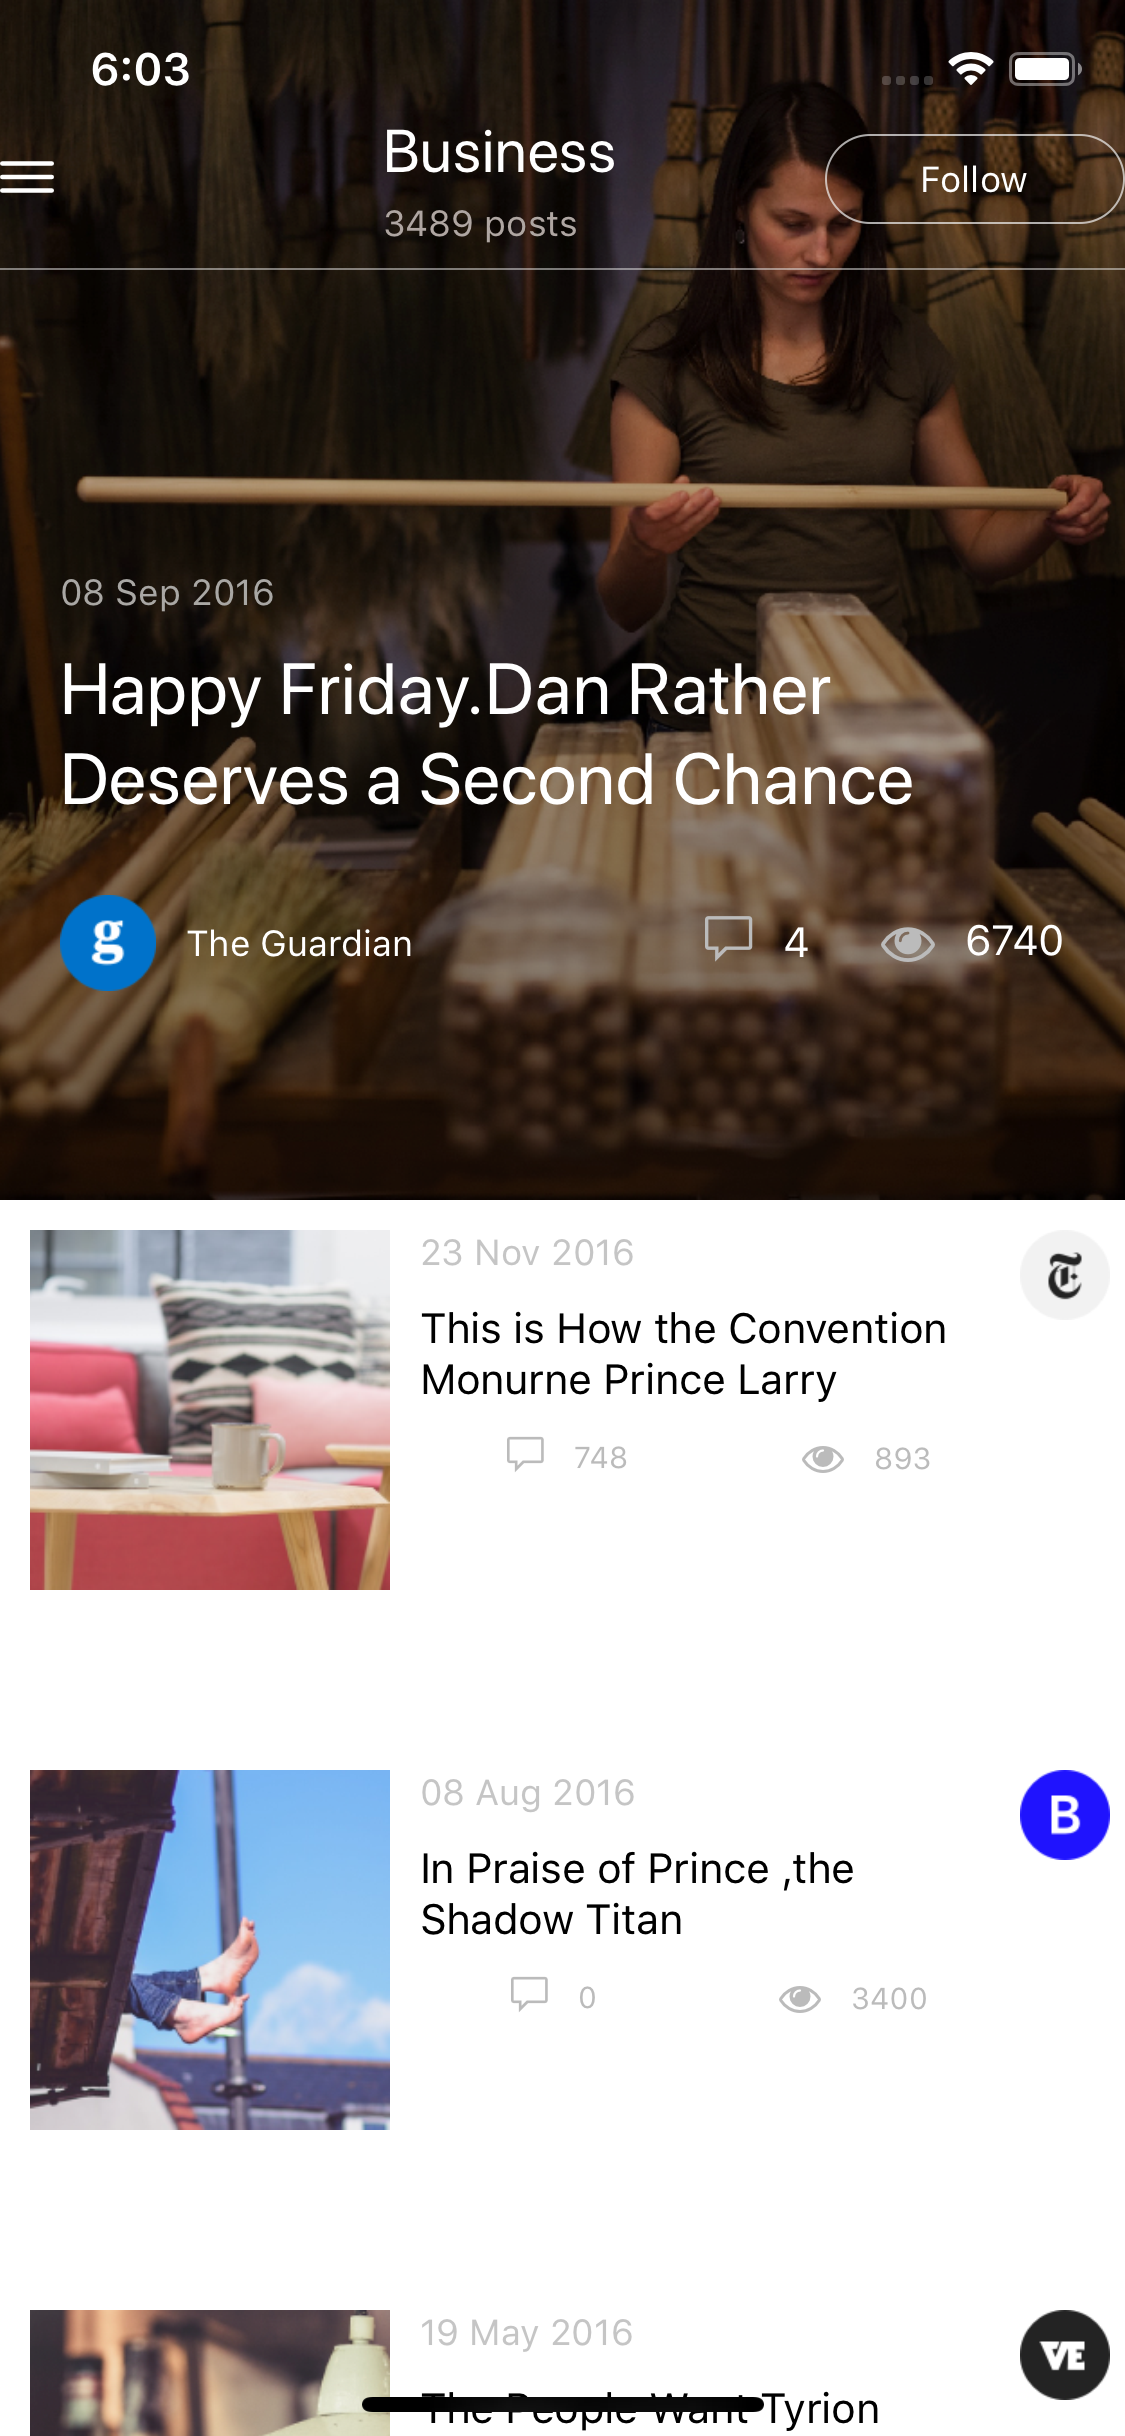 6:03
Business
3489 posts
Follow
08 Sep 2016
Happy Friday.Dan Rather
Deserves a Second Chance
g
The Guardian
4
6740
23 Nov 2016
T
This is How the Convention
Monurne Prince Larry
748
893
08 Aug 2016
B
In Praise of Prince ,the
Shadow Titan
0
3400
19 May 2016
VE
The People Want Tyrion